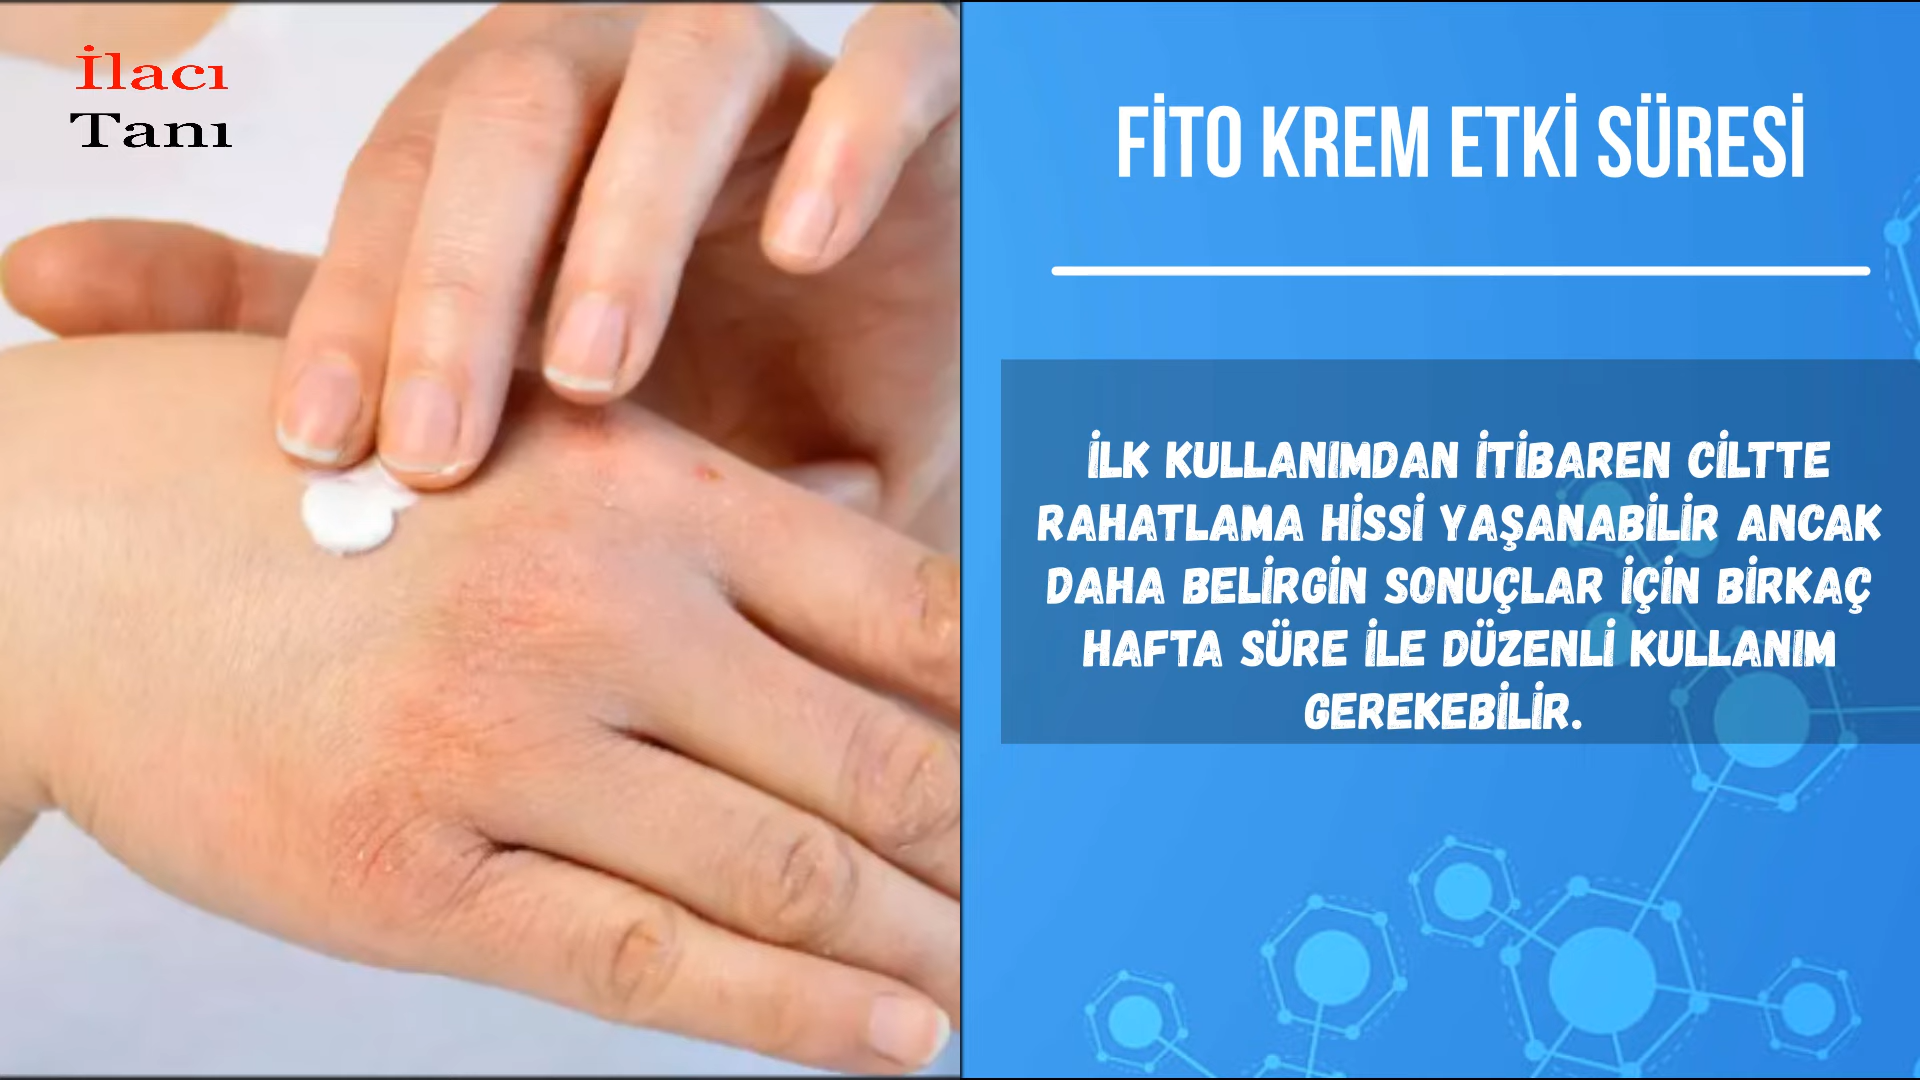 İlacı
Tanı
FİTO KREM ETKİ SÜRESİ
İLK KULLANIMDAN İTİBAREN CİLTTE
RAHATLAMA HİSSİ YAŞANABİLİR ANCAK
DAHA BELİRGİN SONUÇLAR İÇİN BİRKAÇ
HAFTA SÜRE İLE DÜZENLİ KULLANIM
GEREKEBİLİR.